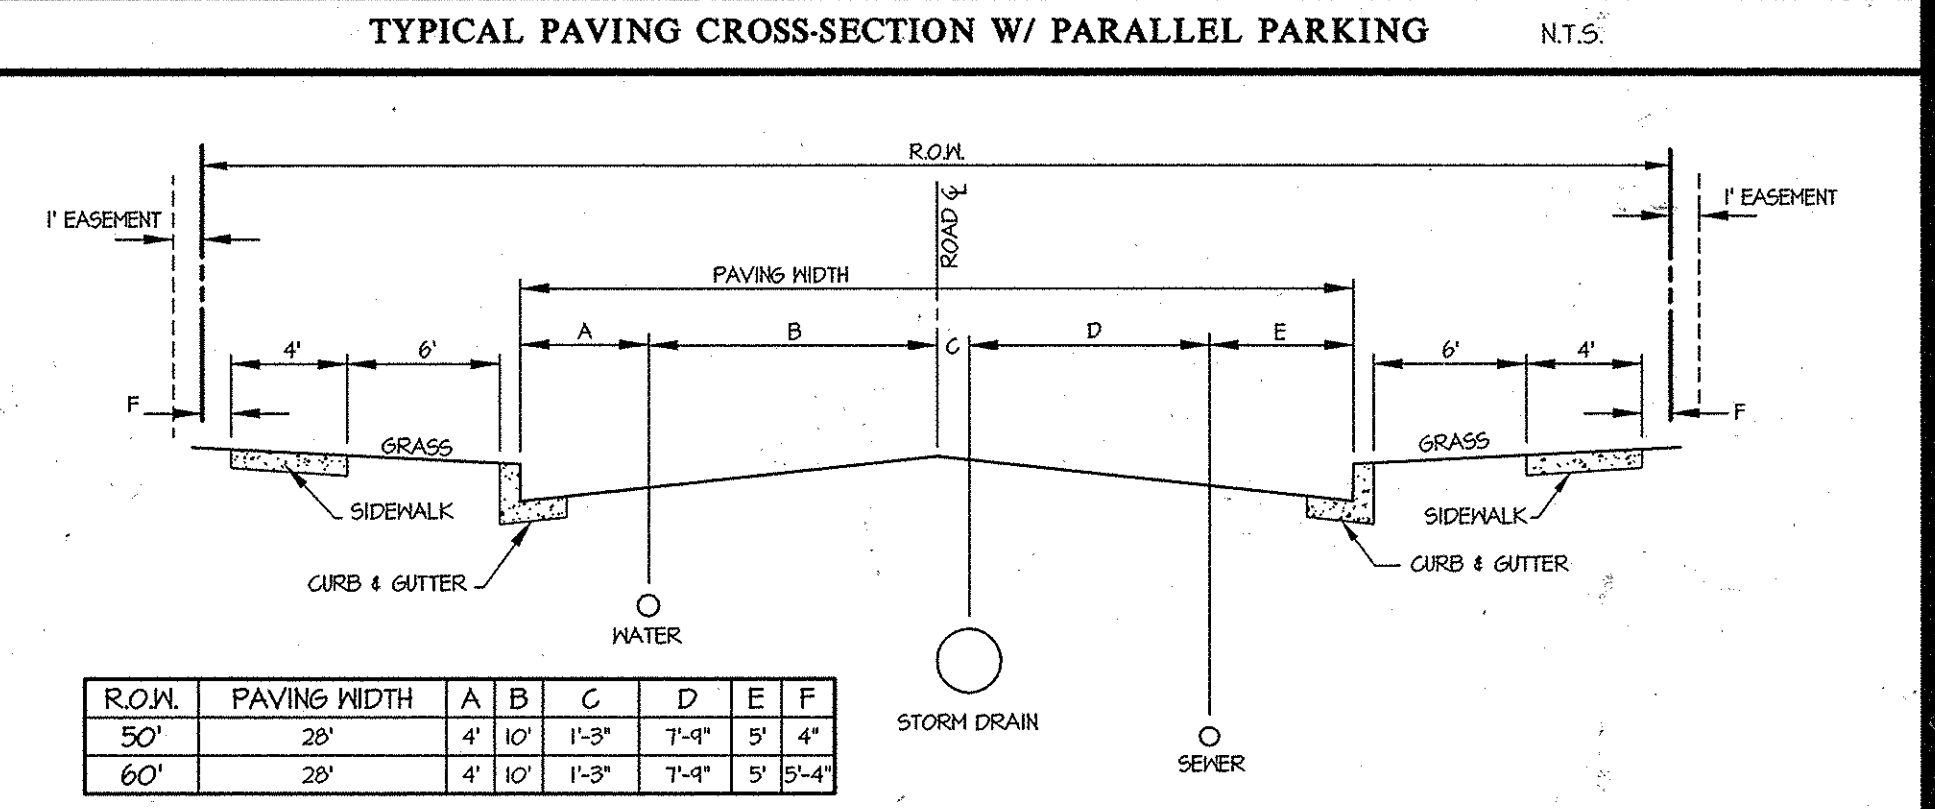 TYPICAL PAVING CROSS-SECTION W/ PARALLEL PARKING N.T.S.
R.O.W.
1' EASEMENT
ROAD ℄
1' EASEMENT
PAVING WIDTH
A B C D E
4' 6' 6' 4'
F F
GRASS GRASS
SIDEWALK SIDEWALK
CURB & GUTTER CURB & GUTTER
WATER
STORM DRAIN
SEWER
R.O.W. PAVING WIDTH A B C D E F
50' 28' 4' 10' 1'-3" 7'-9" 5' 4"
60' 28' 4' 10' 1'-3" 7'-9" 5' 5'-4"